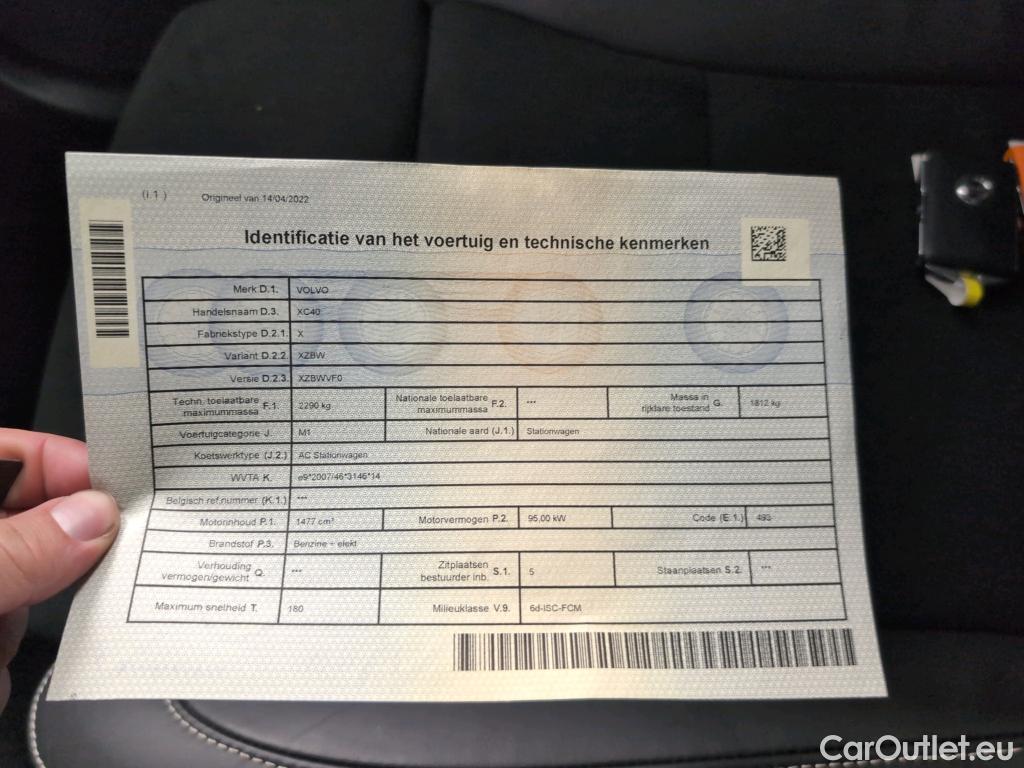 (i.1 ) Origineel van 14/04/2022
Identificatie van het voertuig en technische kenmerken
Merk D.1. VOLVO
Handelsnaam D.3. XC40
Fabriekstype D.2.1. X
Variant D.2.2. XZBW
Versie D.2.3. XZBWVF0
Techn. toelaatbare maximummassa F.1. 2290 kg Nationale toelaatbare maximummassa F.2. *** Massa in rijklare toestand G. 1812 kg
Voertuigcategorie J. M1 Nationale aard (J.1.) Stationwagen
Koetswerktype (J.2.) AC Stationwagen
WVTA K. e9*2007/46*3146*14
Belgisch ref.nummer (K.1.) ***
Motorinhoud P.1. 1477 cm³ Motorvermogen P.2. 95.00 kW Code (E.1.) 493
Brandstof P.3. Benzine + elekt
Verhouding vermogen/gewicht Q. *** Zitplaatsen bestuurder inb. S.1. 5 Staanplaatsen S.2. ***
Maximum snelheid T. 180 Milieuklasse V.9. 6d-ISC-FCM
CarOutlet.eu